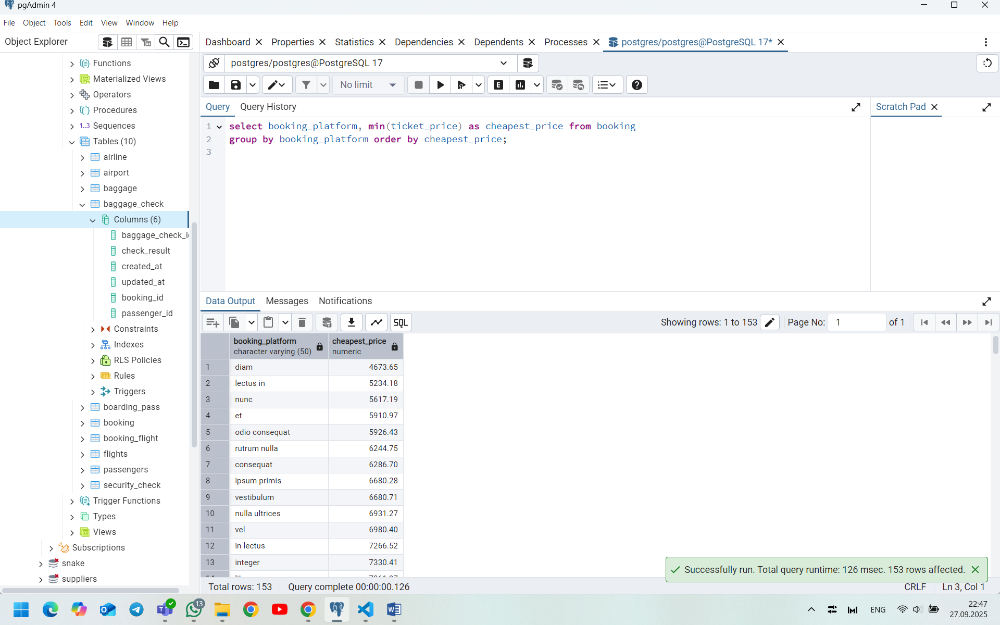 pgAdmin 4
File Object Tools Edit View Window Help
Object Explorer
Dashboard Properties Statistics Dependencies Dependents Processes postgres/postgres@PostgreSQL 17*
postgres/postgres@PostgreSQL 17
No limit
E
Query Query History
Scratch Pad
1 select booking_platform, min(ticket_price) as cheapest_price from booking
2 group by booking_platform order by cheapest_price;
3
Functions
Materialized Views
Operators
Procedures
1..3 Sequences
Tables (10)
airline
airport
baggage
baggage_check
Columns (6)
baggage_check_i
check_result
created_at
updated_at
booking_id
passenger_id
Constraints
Indexes
RLS Policies
Rules
Triggers
boarding_pass
booking
booking_flight
flights
passengers
security_check
Trigger Functions
Types
Views
Subscriptions
snake
suppliers
Data Output Messages Notifications
SQL
Showing rows: 1 to 153
Page No: 1 of 1
booking_platform cheapest_price
character varying (50) numeric
1 diam 4673.65
2 lectus in 5234.18
3 nunc 5617.19
4 et 5910.97
5 odio consequat 5926.43
6 rutrum nulla 6244.75
7 consequat 6286.70
8 ipsum primis 6680.28
9 vestibulum 6680.71
10 nulla ultrices 6931.27
11 vel 6980.40
12 in lectus 7266.52
13 integer 7330.41
Successfully run. Total query runtime: 126 msec. 153 rows affected.
Total rows: 153 Query complete 00:00:00.126
CRLF Ln 3, Col 1
13
ENG
22:47
27.09.2025